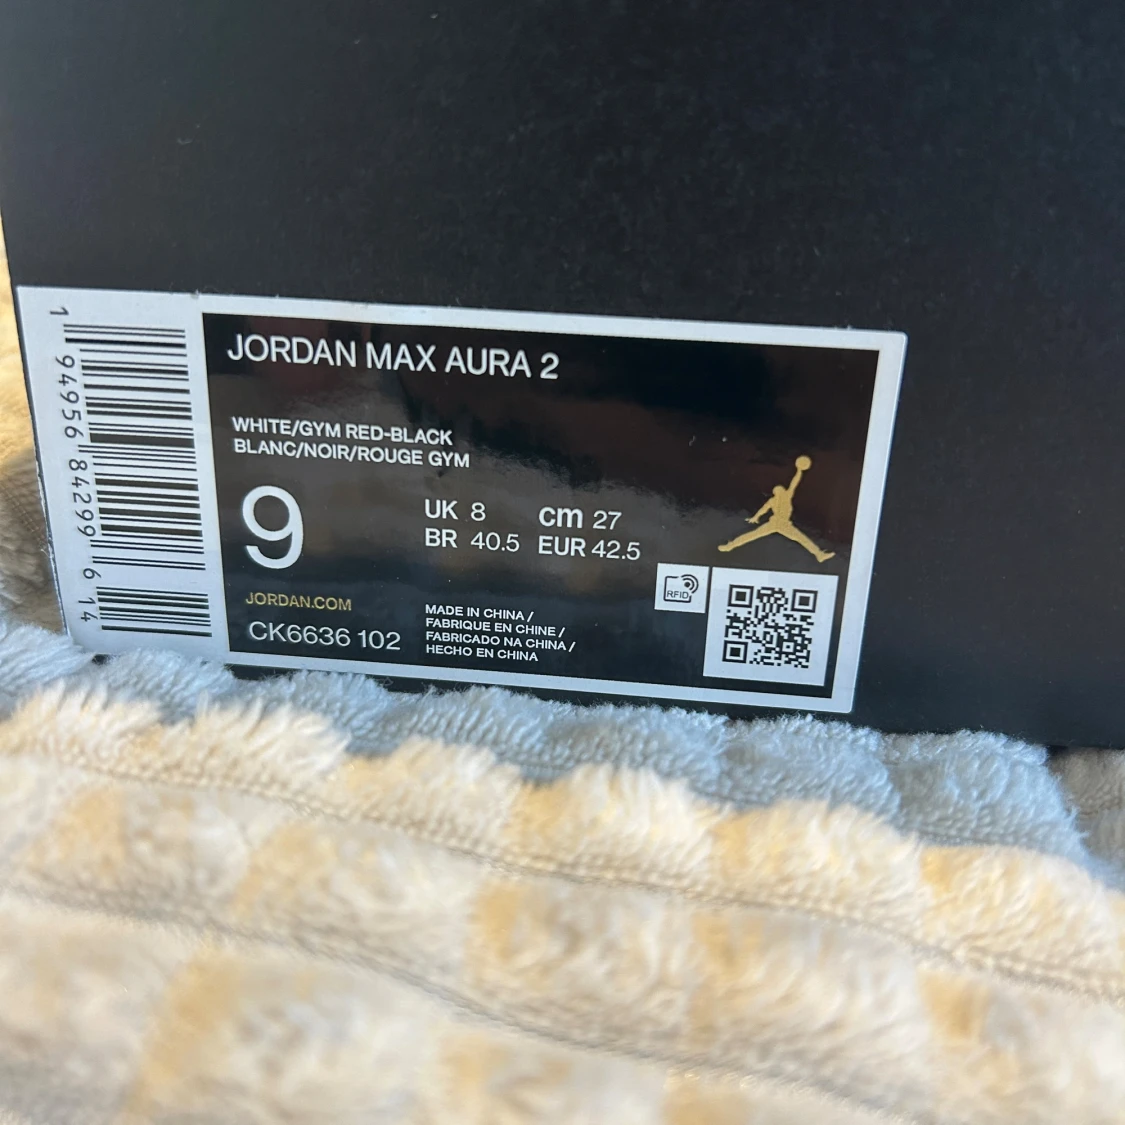 JORDAN MAX AURA 2
WHITE/GYM RED-BLACK
BLANC/NOIR/ROUGE GYM
9
UK 8 cm 27
BR 40.5 EUR 42.5
JORDAN.COM
CK6636 102
MADE IN CHINA /
FABRIQUE EN CHINE /
FABRICADO NA CHINA /
HECHO EN CHINA
RFID
1 94956 84299 6 14